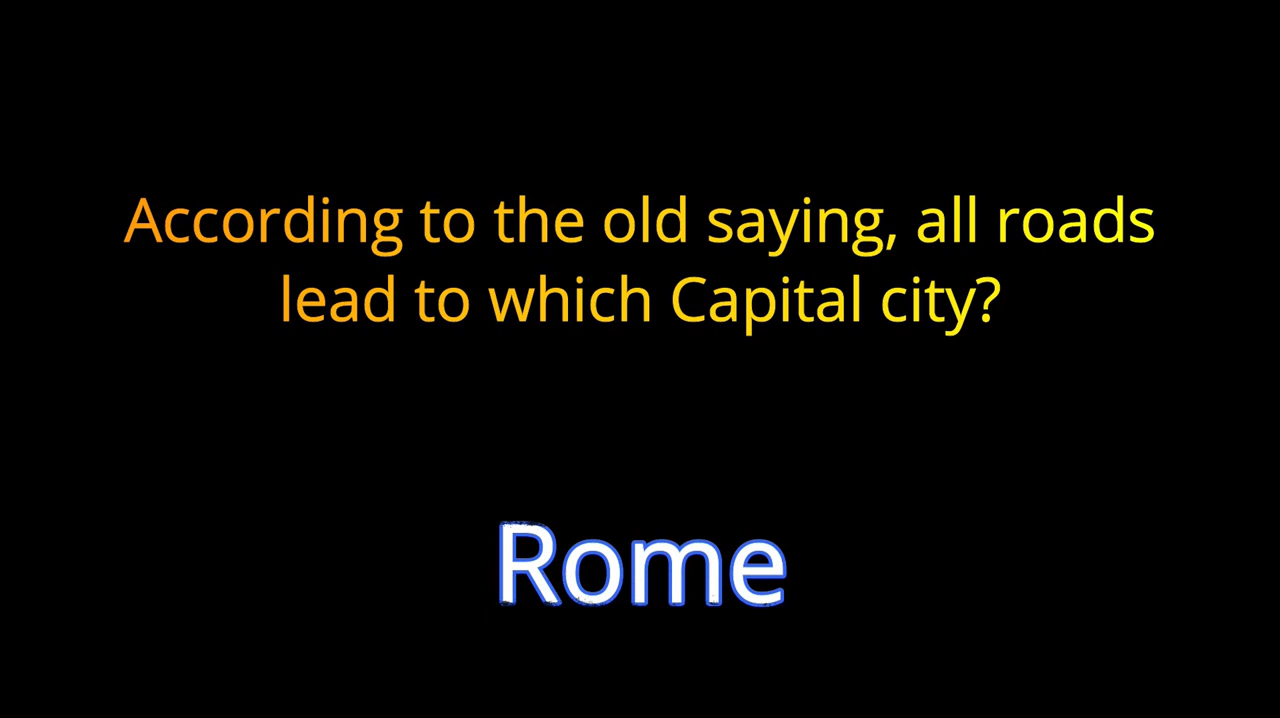 According to the old saying, all roads
lead to which Capital city?
Rome